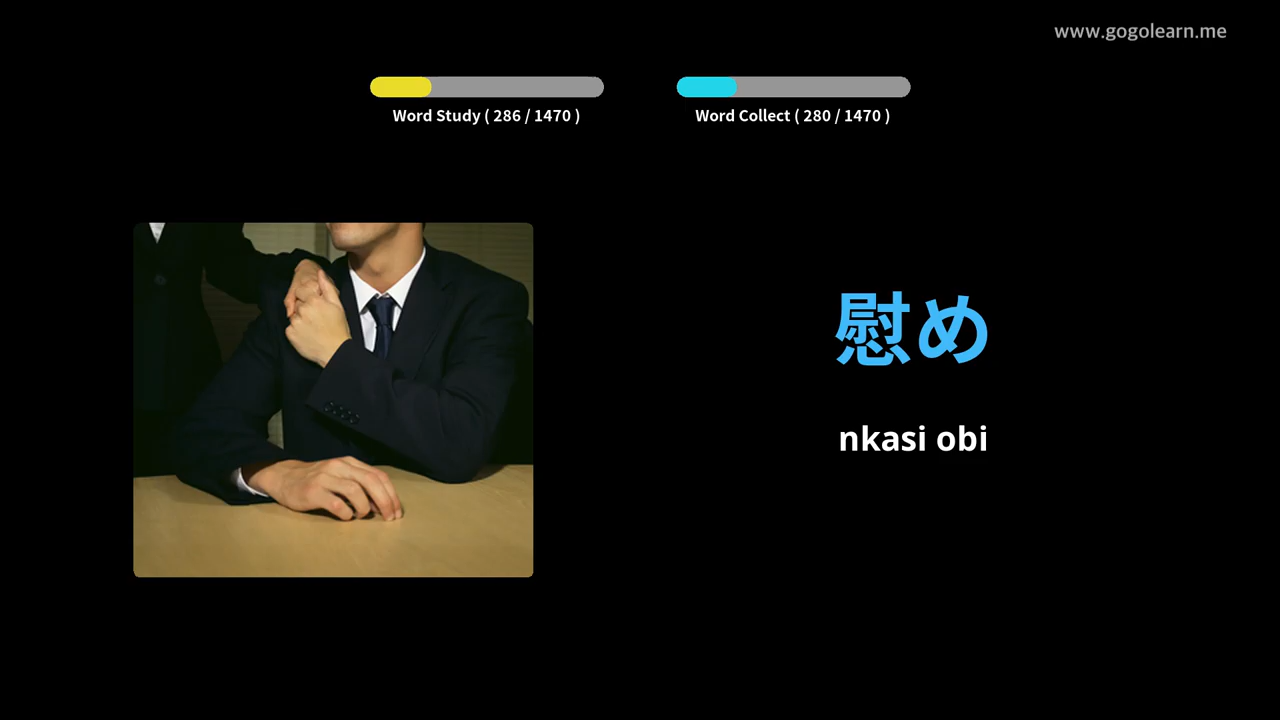 www.gogolearn.me
Word Study ( 286 / 1470 )
Word Collect ( 280 / 1470 )
慰め
nkasi obi